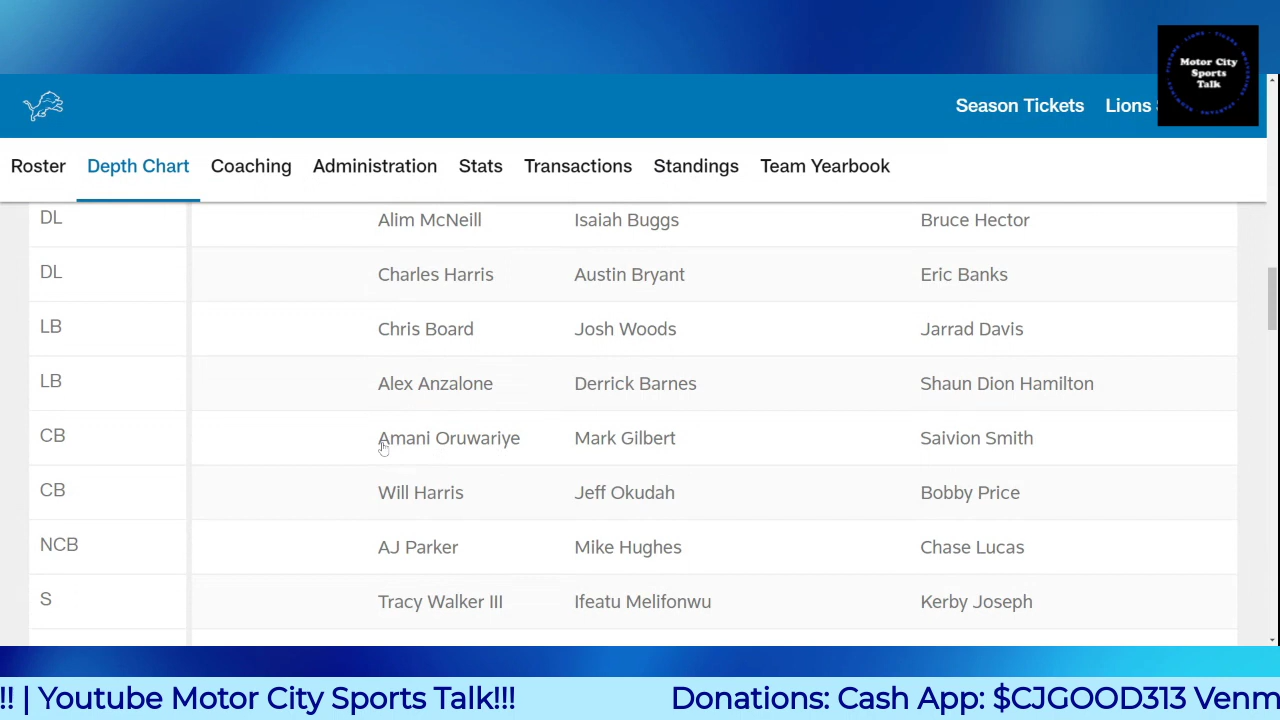 Motor City
Sports
Talk
Season Tickets Lions
Roster Depth Chart Coaching Administration Stats Transactions Standings Team Yearbook
DL Alim McNeill Isaiah Buggs Bruce Hector
DL Charles Harris Austin Bryant Eric Banks
LB Chris Board Josh Woods Jarrad Davis
LB Alex Anzalone Derrick Barnes Shaun Dion Hamilton
CB Amani Oruwariye Mark Gilbert Saivion Smith
CB Will Harris Jeff Okudah Bobby Price
NCB AJ Parker Mike Hughes Chase Lucas
S Tracy Walker III Ifeatu Melifonwu Kerby Joseph
!! | Youtube Motor City Sports Talk!!! Donations: Cash App: $CJGOOD313 Venm